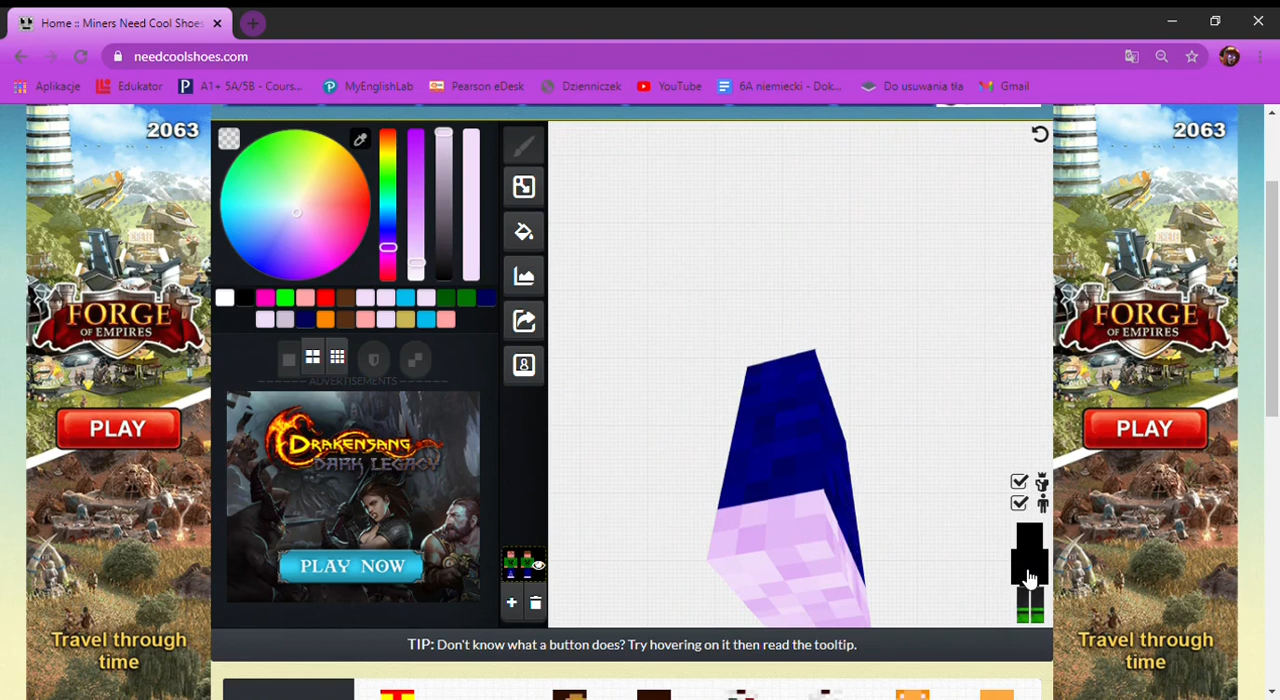 Home :: Miners Need Cool Shoes
needcoolshoes.com
Aplikacje
Edukator
A1+ 5A/5B - Cours...
MyEnglishLab
Pearson eDesk
Dzienniczek
YouTube
6A niemiecki - Dok...
Do usuwania tła
Gmail
2063
FORGE
OF EMPIRES
PLAY
Travel through
time
ADVERTISEMENTS
DRAKENSANG
DARK LEGACY
PLAY NOW
2063
FORGE
OF EMPIRES
PLAY
Travel through
time
TIP: Don't know what a button does? Try hovering on it then read the tooltip.